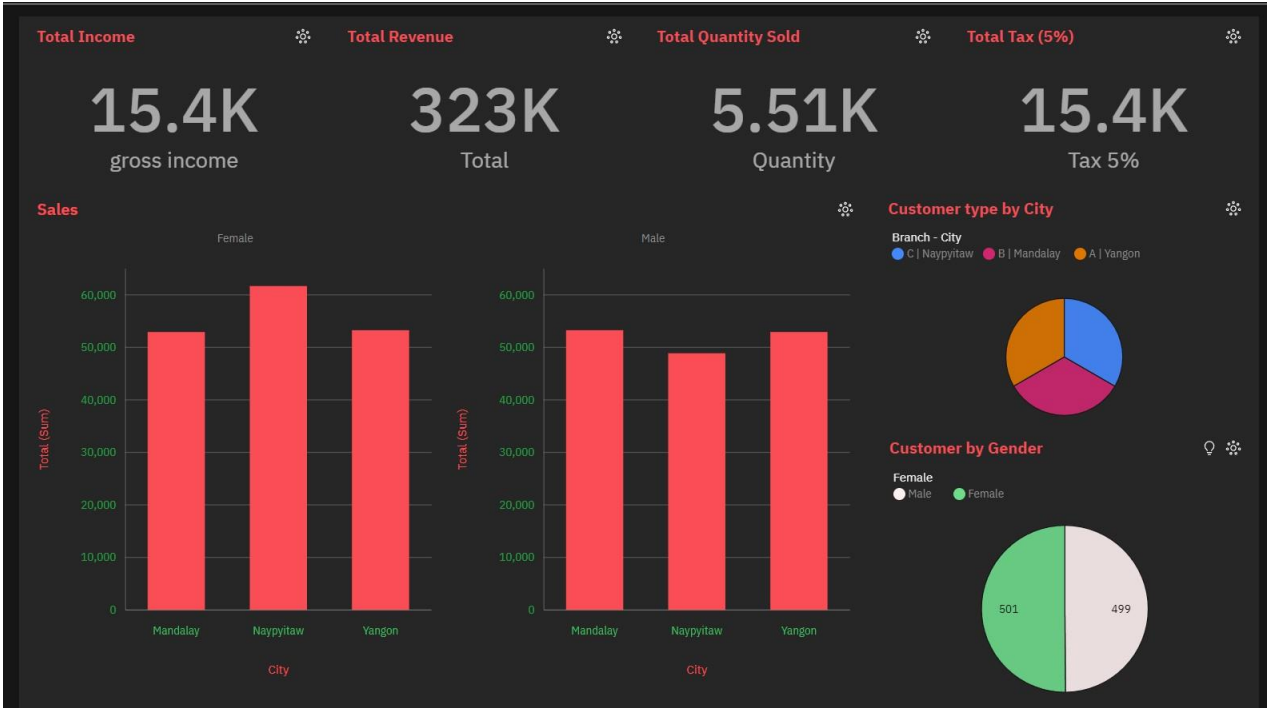 Total Income
15.4K
gross income
Total Revenue
323K
Total
Total Quantity Sold
5.51K
Quantity
Total Tax (5%)
15.4K
Tax 5%
Sales
Female
Total (Sum)
60,000
50,000
40,000
30,000
20,000
10,000
0
Mandalay Naypyitaw Yangon
City
Male
Total (Sum)
60,000
50,000
40,000
30,000
20,000
10,000
0
Mandalay Naypyitaw Yangon
City
Customer type by City
Branch - City
C | Naypyitaw B | Mandalay A | Yangon
Customer by Gender
Female
Male Female
501 499